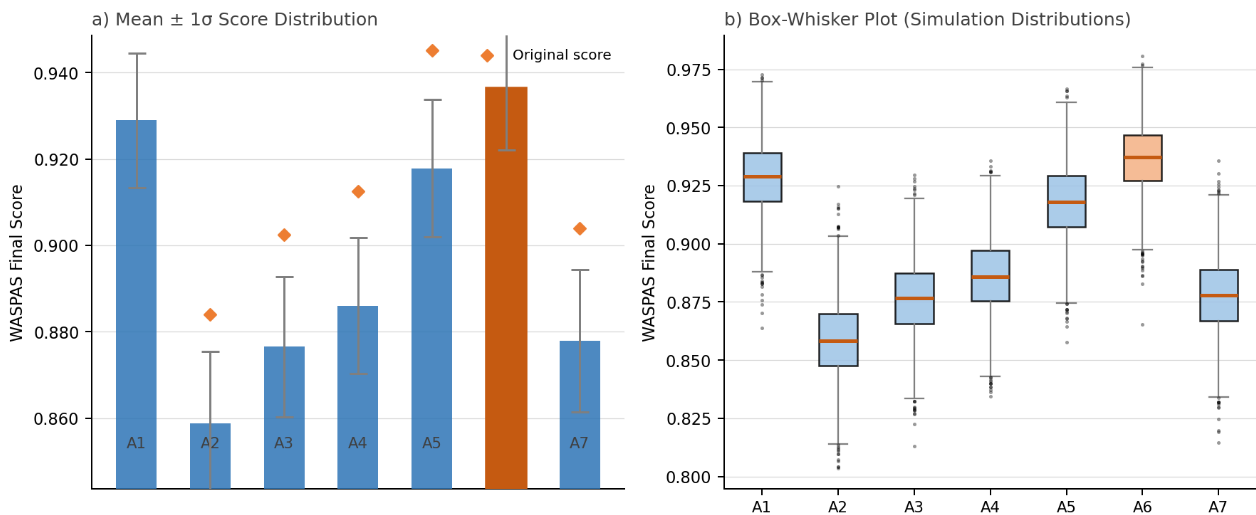 a) Mean ± 1σ Score Distribution
WASPAS Final Score
0.940
0.920
0.900
0.880
0.860
Original score
A1
A2
A3
A4
A5
A7
b) Box-Whisker Plot (Simulation Distributions)
WASPAS Final Score
0.975
0.950
0.925
0.900
0.875
0.850
0.825
0.800
A1
A2
A3
A4
A5
A6
A7